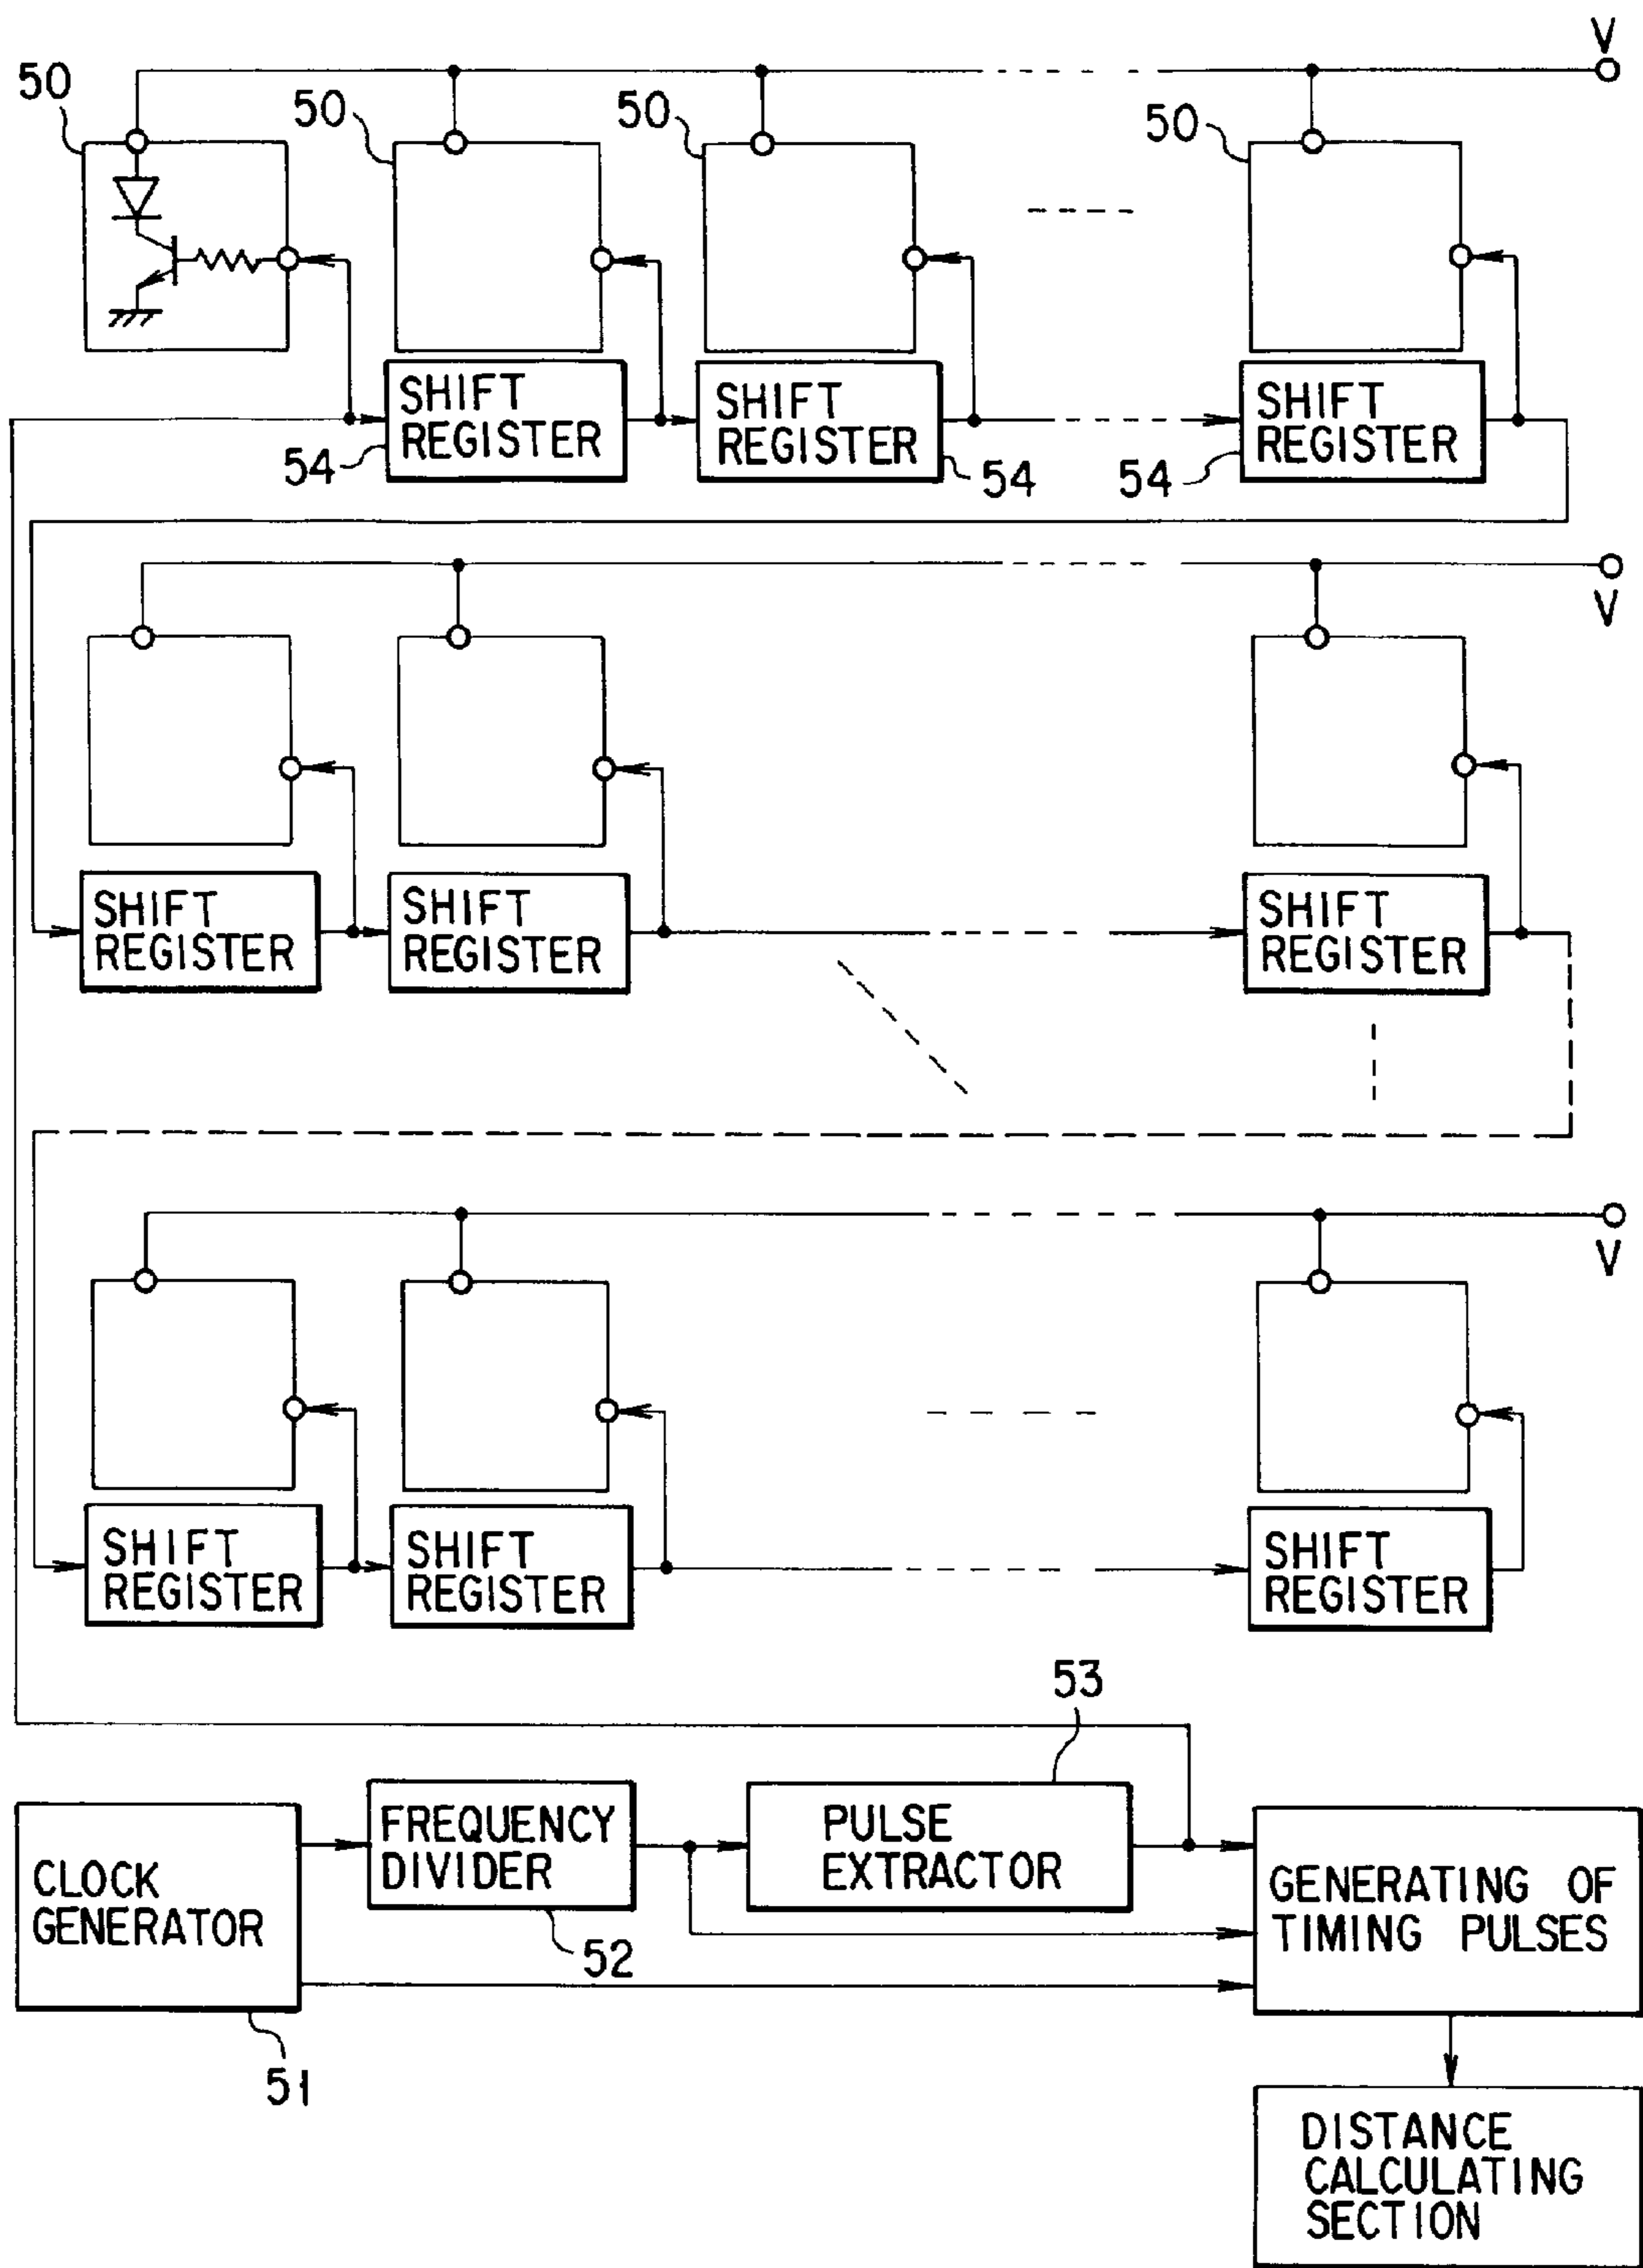 V
50
50
50
50
SHIFT
REGISTER
SHIFT
REGISTER
SHIFT
REGISTER
54
54
54
V
SHIFT
REGISTER
SHIFT
REGISTER
SHIFT
REGISTER
V
SHIFT
REGISTER
SHIFT
REGISTER
SHIFT
REGISTER
53
CLOCK
GENERATOR
FREQUENCY
DIVIDER
PULSE
EXTRACTOR
GENERATING OF
TIMING PULSES
52
51
DISTANCE
CALCULATING
SECTION